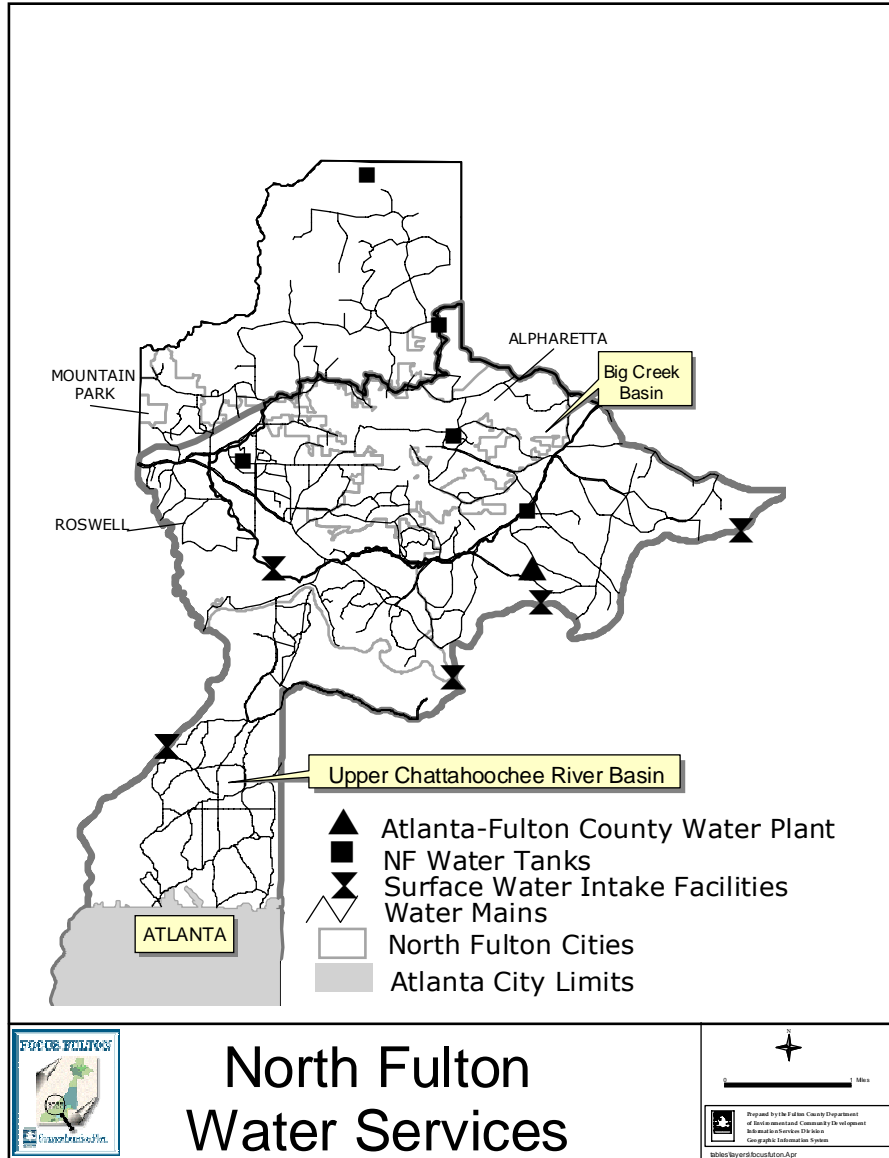 ALPHARETTA
MOUNTAIN
PARK
Big Creek
Basin
ROSWELL
Upper Chattahoochee River Basin
Atlanta-Fulton County Water Plant
NF Water Tanks
Surface Water Intake Facilities
Water Mains
North Fulton Cities
Atlanta City Limits
ATLANTA
FOCUS FULTON
North Fulton
Water Services
N
0 1 Miles
Prepared by the Fulton County Department
of Environment and Community Development
Information Services Division
Geographic Information System